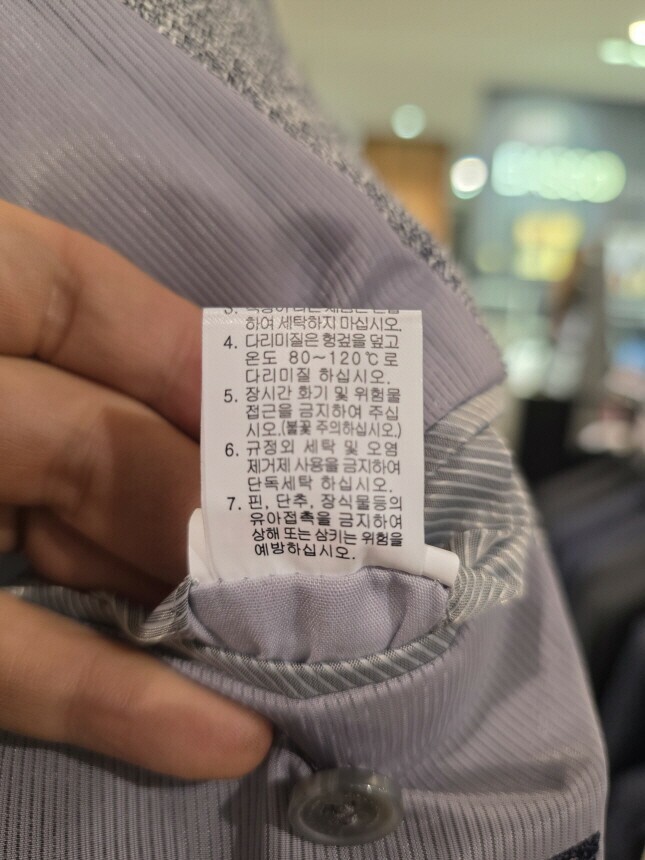 하여 세탁하지 마십시오.
4. 다리미질은 헝겊을 덮고
온도 80~120℃로
다리미질 하십시오.
5. 장시간 화기 및 위험물
접근을 금지하여 주십
시오.(불꽃 주의하십시오.)
6. 규정외 세탁 및 오염
제거제 사용을 금지하여
단독세탁 하십시오.
7. 핀, 단추, 장식물등의
유아접촉을 금지하여
상해 또는 삼키는 위험을
예방하십시오.